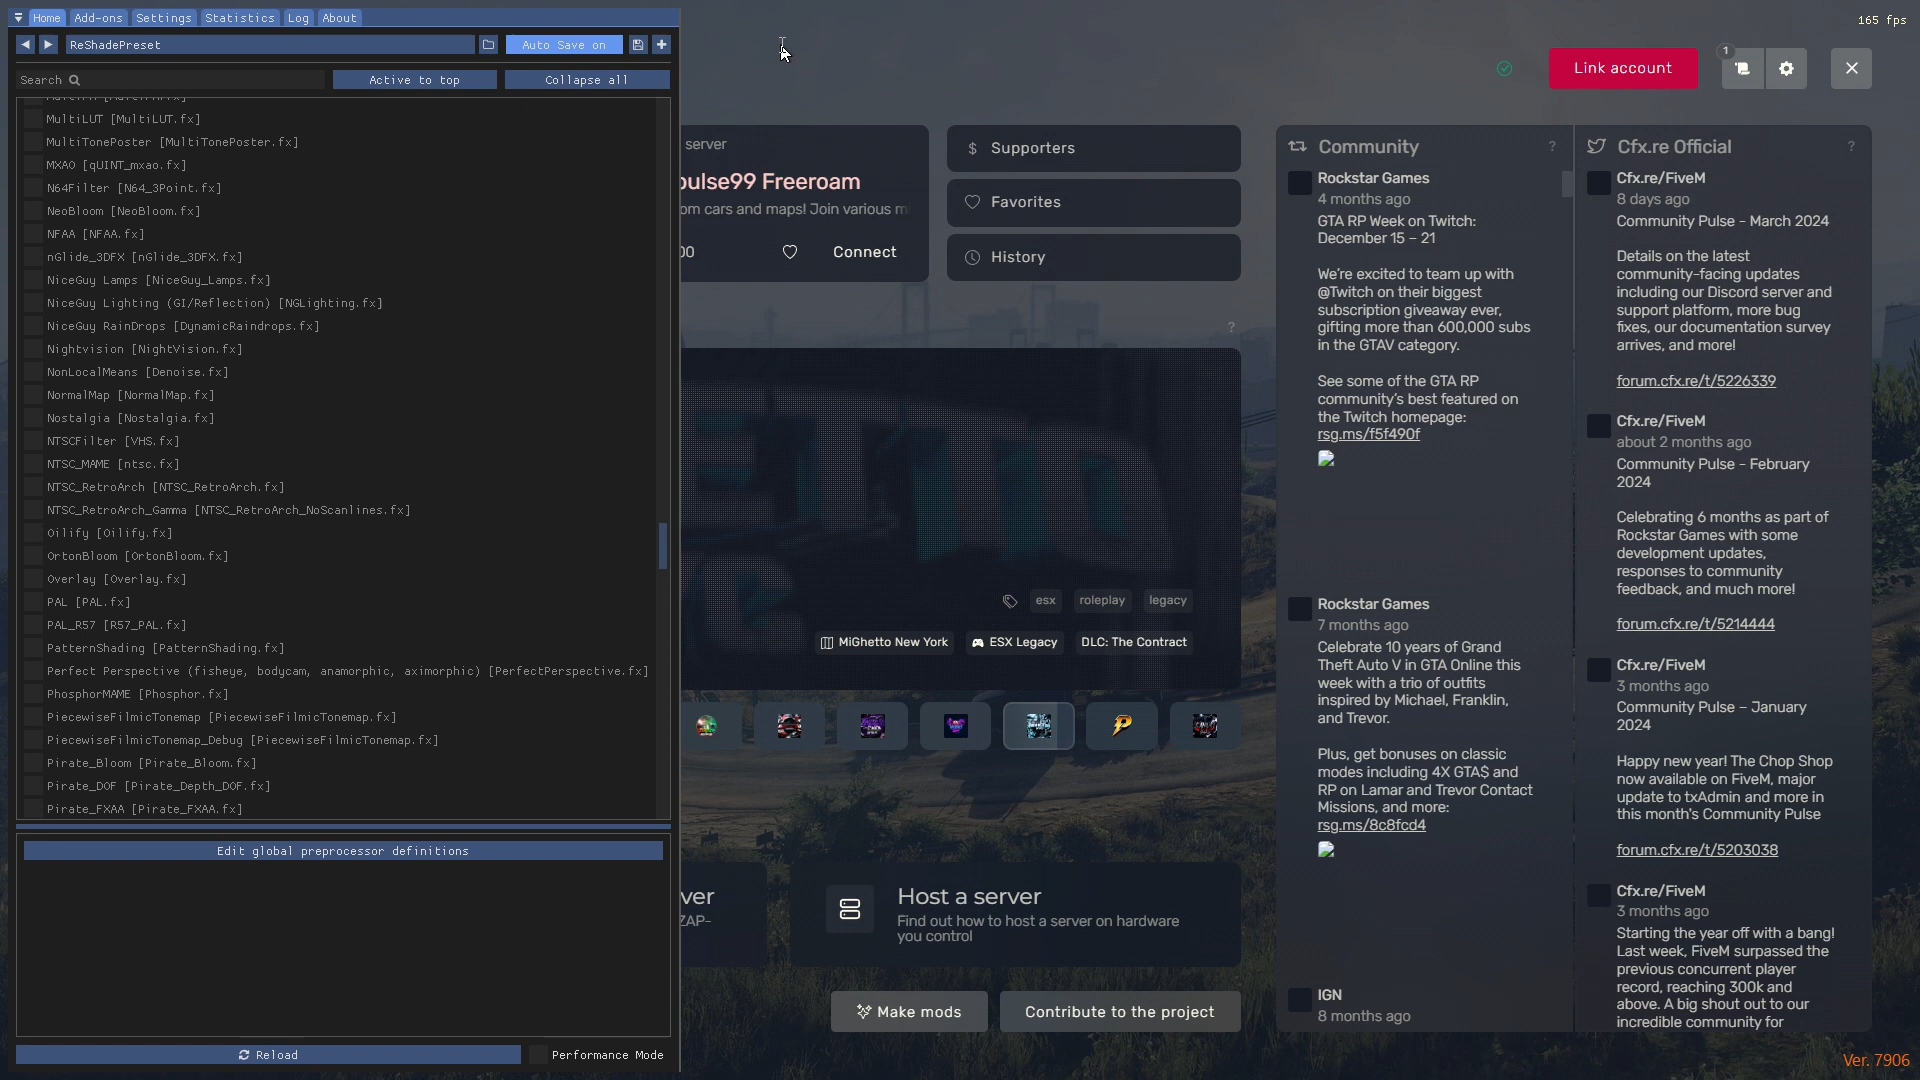 Home Add-ons Settings Statistics Log About
165 fps
ReShadePreset
Auto Save on
Search
Active to top
Collapse all
MultiLUT [MultiLUT.fx]
MultiTonePoster [MultiTonePoster.fx]
MXAO [qUINT_mxao.fx]
N64Filter [N64_3Point.fx]
NeoBloom [NeoBloom.fx]
NFAA [NFAA.fx]
nGlide_3DFX [nGlide_3DFX.fx]
NiceGuy Lamps [NiceGuy_Lamps.fx]
NiceGuy Lighting (GI/Reflection) [NGLighting.fx]
NiceGuy RainDrops [DynamicRaindrops.fx]
Nightvision [NightVision.fx]
NonLocalMeans [Denoise.fx]
NormalMap [NormalMap.fx]
Nostalgia [Nostalgia.fx]
NTSCFilter [VHS.fx]
NTSC_MAME [ntsc.fx]
NTSC_RetroArch [NTSC_RetroArch.fx]
NTSC_RetroArch_Gamma [NTSC_RetroArch_NoScanlines.fx]
Oilify [Oilify.fx]
OrtonBloom [OrtonBloom.fx]
Overlay [Overlay.fx]
PAL [PAL.fx]
PAL_R57 [R57_PAL.fx]
PatternShading [PatternShading.fx]
Perfect Perspective (fisheye, bodycam, anamorphic, aximorphic) [PerfectPerspective.fx]
PhosphorMAME [Phosphor.fx]
PiecewiseFilmicTonemap [PiecewiseFilmicTonemap.fx]
PiecewiseFilmicTonemap_Debug [PiecewiseFilmicTonemap.fx]
Pirate_Bloom [Pirate_Bloom.fx]
Pirate_DOF [Pirate_Depth_DOF.fx]
Pirate_FXAA [Pirate_FXAA.fx]
Edit global preprocessor definitions
Reload
Performance Mode
Link account
1
server
pulse99 Freeroam
om cars and maps! Join various m
00
Connect
$ Supporters
Favorites
History
?
esx
roleplay
legacy
MiGhetto New York
ESX Legacy
DLC: The Contract
ver
ZAP-
Host a server
Find out how to host a server on hardware
you control
Make mods
Contribute to the project
Community
?
Rockstar Games
4 months ago
GTA RP Week on Twitch:
December 15 – 21
We're excited to team up with
@Twitch on their biggest
subscription giveaway ever,
gifting more than 600,000 subs
in the GTAV category.
See some of the GTA RP
community's best featured on
the Twitch homepage:
rsg.ms/f5f490f
Rockstar Games
7 months ago
Celebrate 10 years of Grand
Theft Auto V in GTA Online this
week with a trio of outfits
inspired by Michael, Franklin,
and Trevor.
Plus, get bonuses on classic
modes including 4X GTA$ and
RP on Lamar and Trevor Contact
Missions, and more:
rsg.ms/8c8fcd4
IGN
8 months ago
Cfx.re Official
?
Cfx.re/FiveM
8 days ago
Community Pulse - March 2024
Details on the latest
community-facing updates
including our Discord server and
support platform, more bug
fixes, our documentation survey
arrives, and more!
forum.cfx.re/t/5226339
Cfx.re/FiveM
about 2 months ago
Community Pulse - February
2024
Celebrating 6 months as part of
Rockstar Games with some
development updates,
responses to community
feedback, and much more!
forum.cfx.re/t/5214444
Cfx.re/FiveM
3 months ago
Community Pulse – January
2024
Happy new year! The Chop Shop
now available on FiveM, major
update to txAdmin and more in
this month's Community Pulse
forum.cfx.re/t/5203038
Cfx.re/FiveM
3 months ago
Starting the year off with a bang!
Last week, FiveM surpassed the
previous concurrent player
record, reaching 300k and
above. A big shout out to our
incredible community for
Ver. 7906